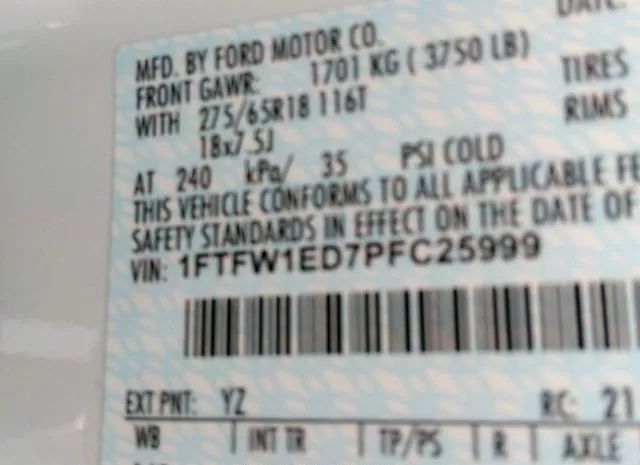 DATE:
MFD. BY FORD MOTOR CO.
FRONT GAWR: 1701 KG ( 3750 LB) TIRES
WITH 275/65R18 116T RIMS
18x7.5J
AT 240 kPa/ 35 PSI COLD
THIS VEHICLE CONFORMS TO ALL APPLICABLE FE
SAFETY STANDARDS IN EFFECT ON THE DATE OF
VIN: 1FTFW1ED7PFC25999
EXT PNT: YZ RC: 21
WB INT TR TP/PS R AXLE